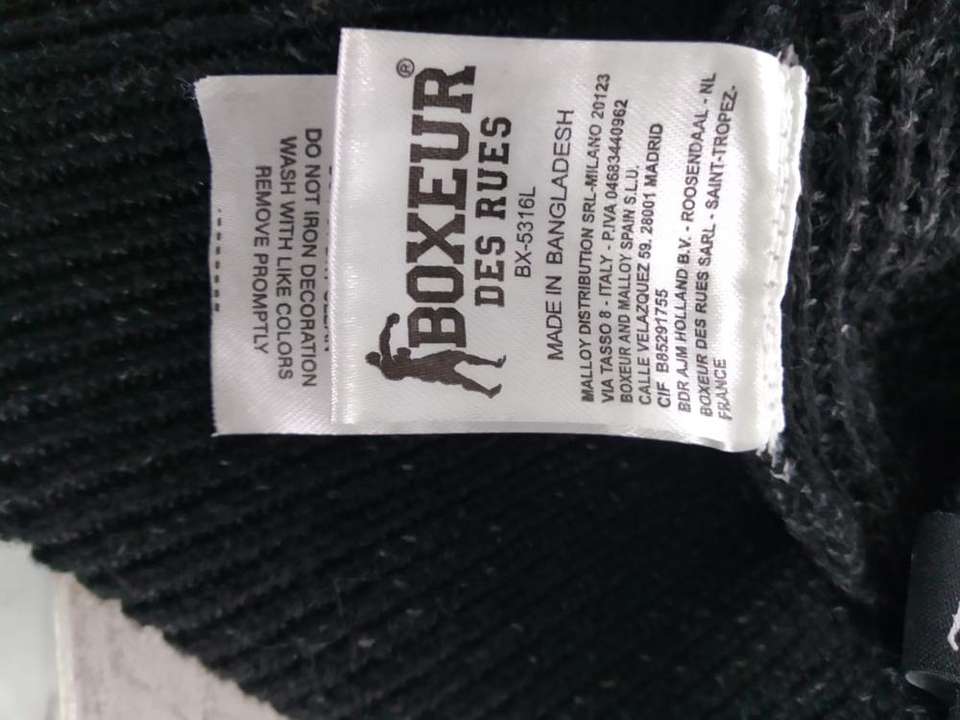 BOXEUR®
DES RUES
BX-5316L
MADE IN BANGLADESH
MALLOY DISTRIBUTION SRL-MILANO 20123
VIA TASSO 8 - ITALY - P.IVA 04683440962
BOXEUR AND MALLOY SPAIN S.L.U.
CALLE VELAZQUEZ 59, 28001 MADRID
CIF B85291755
BDR AJM HOLLAND B.V. - ROOSENDAAL - NL
BOXEUR DES RUES SARL - SAINT-TROPEZ-
FRANCE
DO NOT IRON DECORATION
WASH WITH LIKE COLORS
REMOVE PROMPTLY